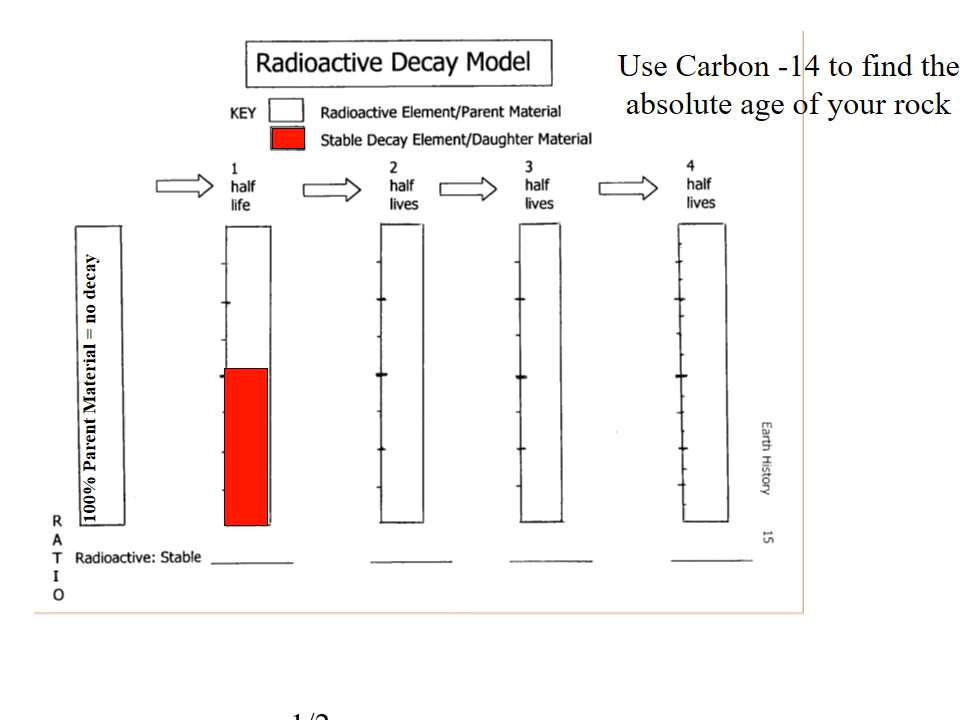 Radioactive Decay Model
Use Carbon -14 to find the
absolute age of your rock
KEY
Radioactive Element/Parent Material
Stable Decay Element/Daughter Material
1
half
life
2
half
lives
3
half
lives
4
half
lives
100% Parent Material = no decay
Earth History 15
R
A
T
I
O
Radioactive: Stable
1/2